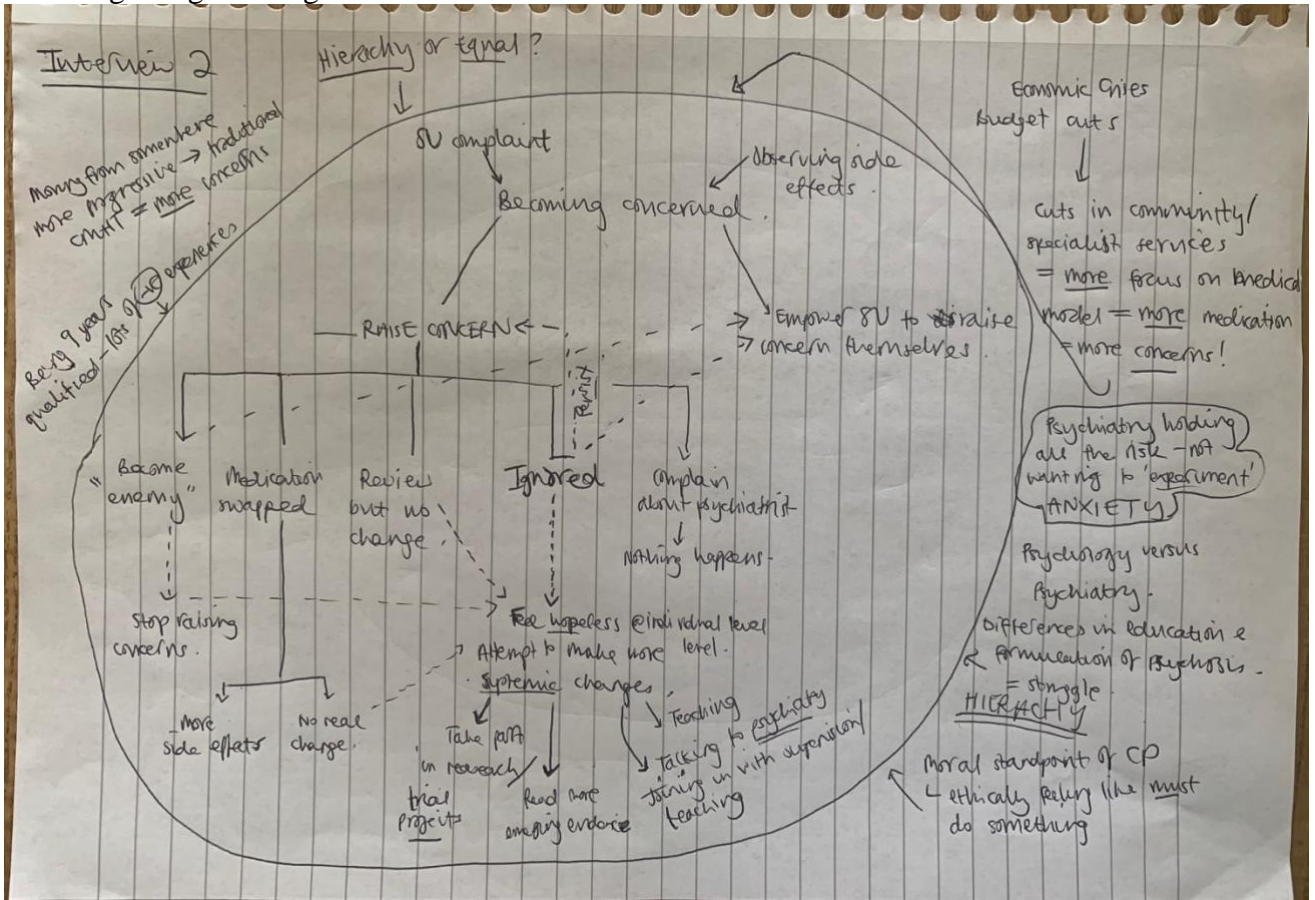 Interview 2
Hierachy or Equal?
Moving from somewhere
more progressive → traditional
CMHT = more concerns
Being 9 years
qualified - lots of -ve experiences
SU complaint
Observing side
effects.
Becoming concerned.
RAISE CONCERN
Empower SU to raise
concern themselves.
"Become
enemy"
Medication
swapped
Review
but no
change.
Ignored
Complain
about psychiatrist
Nothing happens
Stop raising
concerns.
more
side effects
No real
change.
Feel hopeless @individual level
Attempt to make more level.
systemic changes.
Take part
in research/
trial
projects
Read more
emerging evidence
Teaching
Talking to psychiatry
Joining in with supervision/
teaching
Economic Crises
Budget cuts
Cuts in community/
specialist services
= more focus on medical
model = more medication
= more concerns!
Psychiatry holding
all the risk - not
wanting to 'experiment'
ANXIETY
Psychology versus
Psychiatry.
Differences in education &
formulation of Psychosis.
= struggle
HIERACHY
Moral standpoint of CP
ethically feeling like must
do something